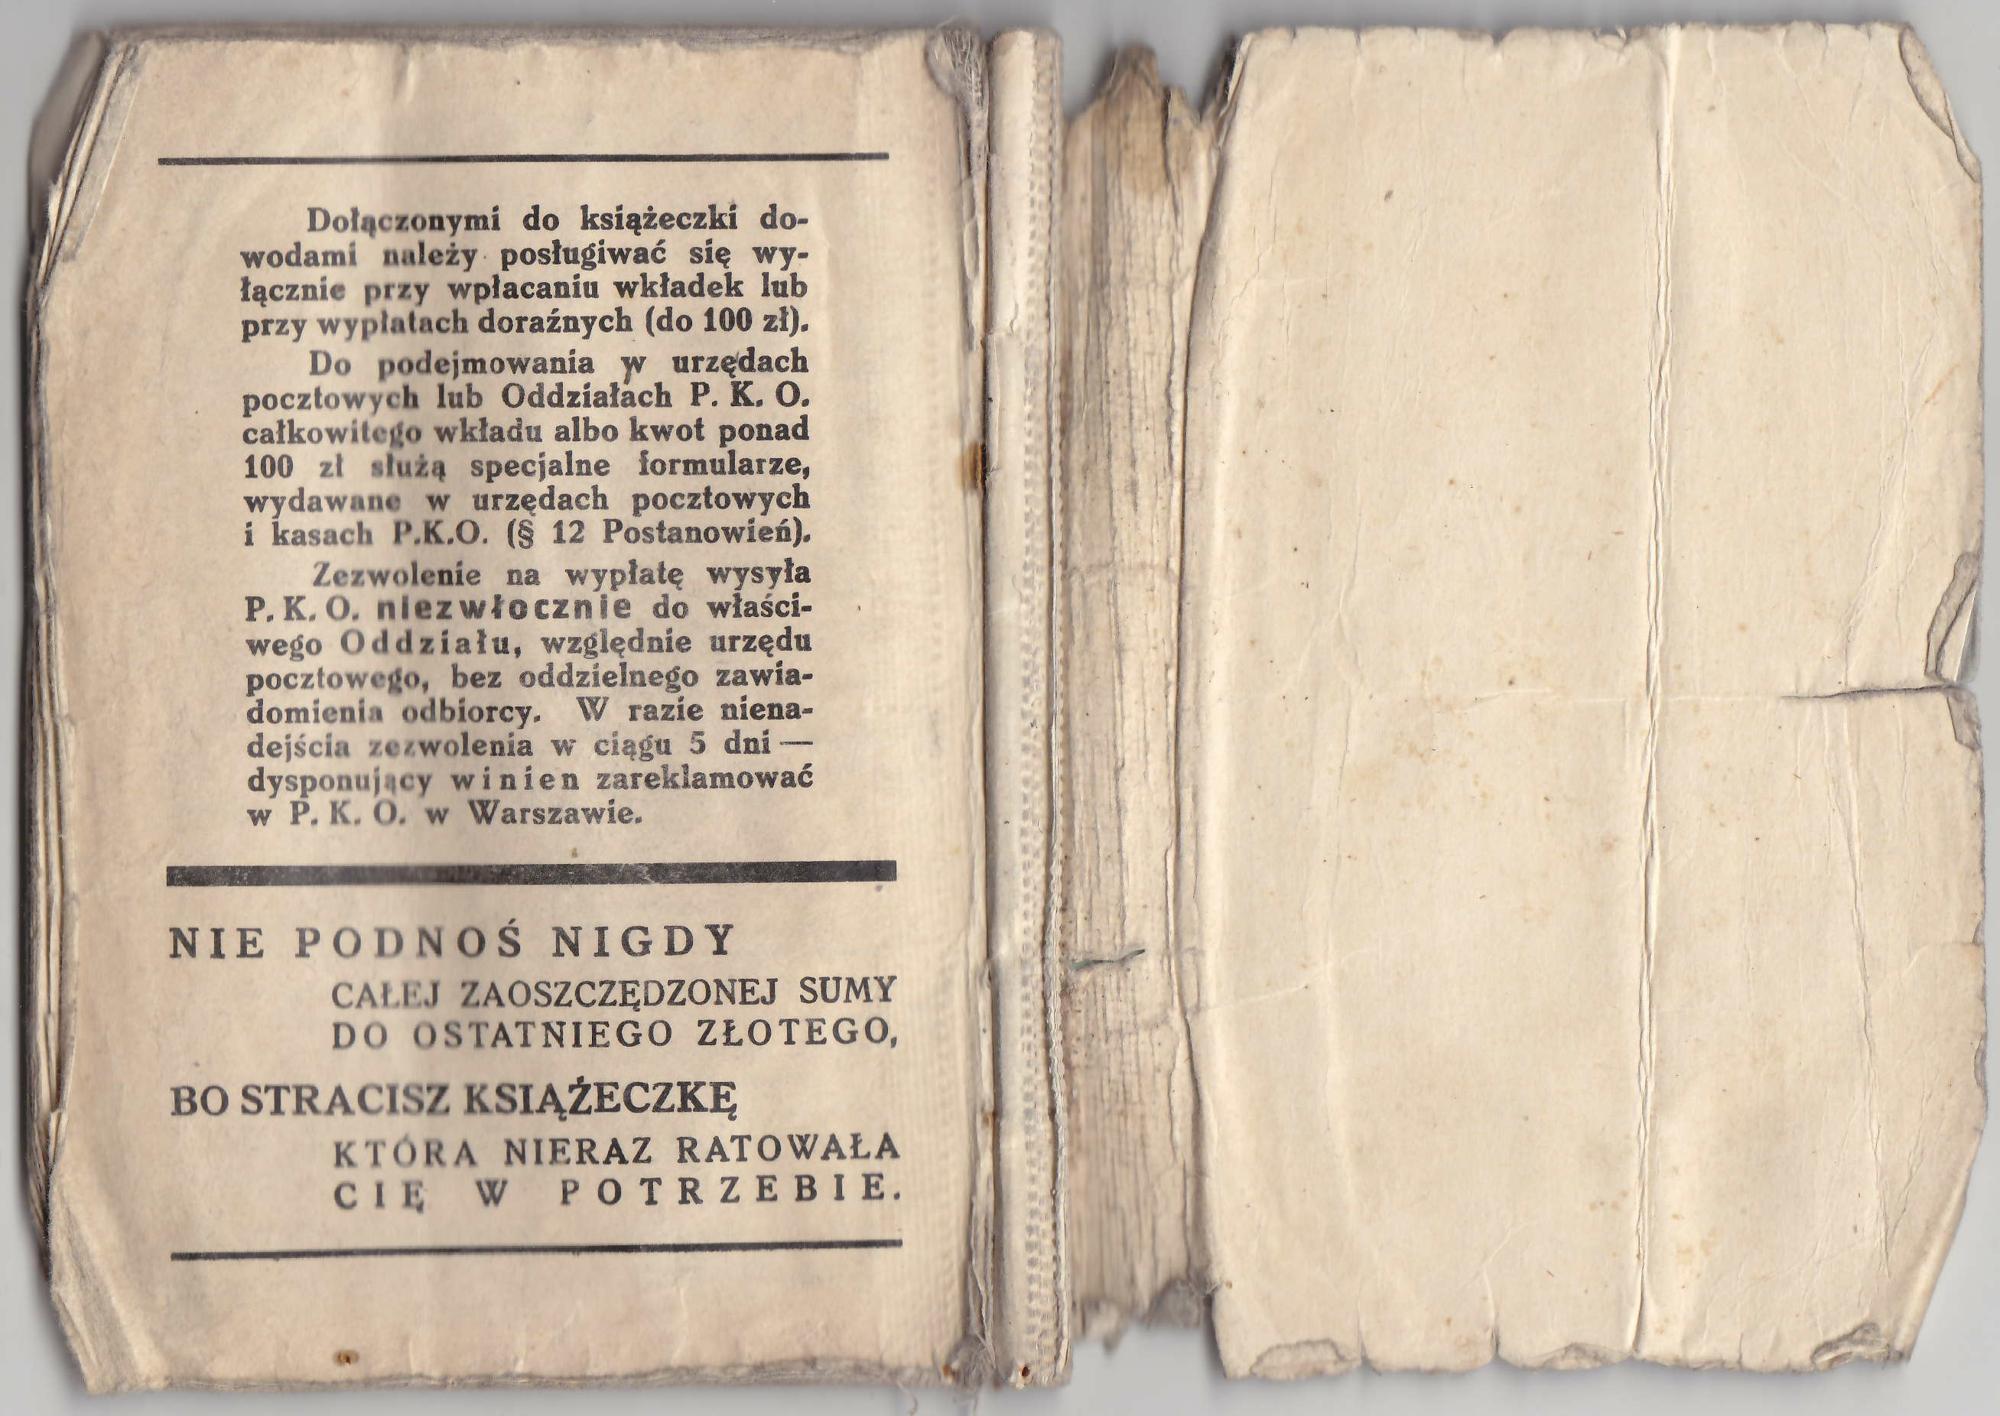 Dołączonymi do książeczki do-
wodami należy posługiwać się wy-
łącznie przy wpłacaniu wkładek lub
przy wypłatach doraźnych (do 100 zł).
Do podejmowania w urzędach
pocztowych lub Oddziałach P. K. O.
całkowitego wkładu albo kwot ponad
100 zł służą specjalne formularze,
wydawane w urzędach pocztowych
i kasach P.K.O. (§ 12 Postanowień).
Zezwolenie na wypłatę wysyła
P. K. O. niezwłocznie do właści-
wego Oddziału, względnie urzędu
pocztowego, bez oddzielnego zawia-
domienia odbiorcy. W razie niena-
dejścia zezwolenia w ciągu 5 dni —
dysponujący winien zareklamować
w P. K. O. w Warszawie.
NIE PODNOŚ NIGDY
CAŁEJ ZAOSZCZĘDZONEJ SUMY
DO OSTATNIEGO ZŁOTEGO,
BO STRACISZ KSIĄŻECZKĘ
KTÓRA NIERAZ RATOWAŁA
CIĘ W POTRZEBIE.